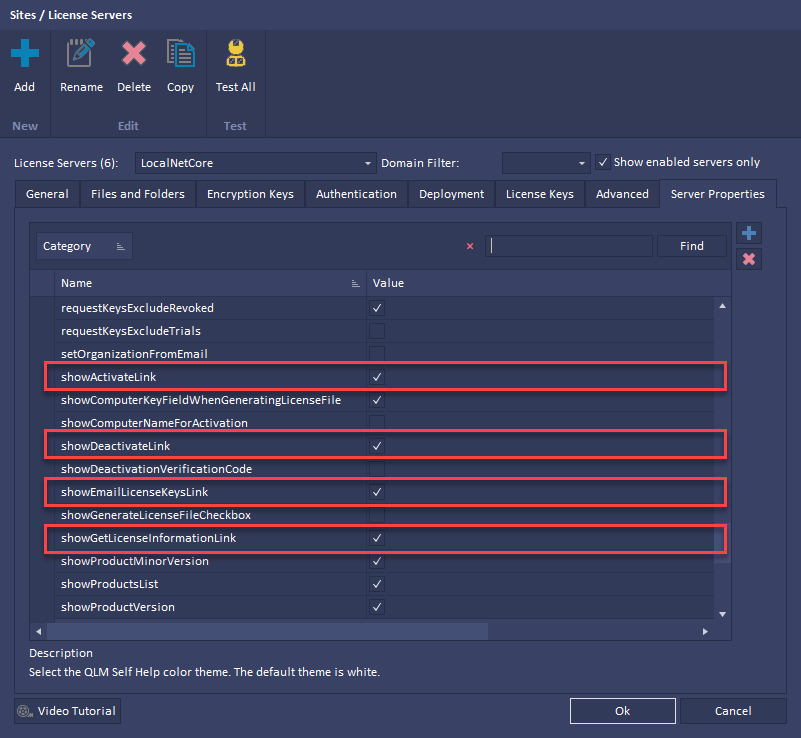 Sites / License Servers
Add Rename Delete Copy Test All
New Edit Test
License Servers (6): LocalNetCore Domain Filter: Show enabled servers only
General Files and Folders Encryption Keys Authentication Deployment License Keys Advanced Server Properties
Category Find
Name Value
requestKeysExcludeRevoked
requestKeysExcludeTrials
setOrganizationFromEmail
showActivateLink
showComputerKeyFieldWhenGeneratingLicenseFile
showComputerNameForActivation
showDeactivateLink
showDeactivationVerificationCode
showEmailLicenseKeysLink
showGenerateLicenseFileCheckbox
showGetLicenseInformationLink
showProductMinorVersion
showProductsList
showProductVersion
Description
Select the QLM Self Help color theme. The default theme is white.
Video Tutorial Ok Cancel